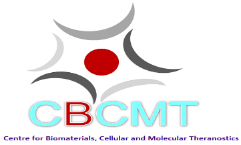 CBCMT
Centre for Biomaterials, Cellular and Molecular Theranostics